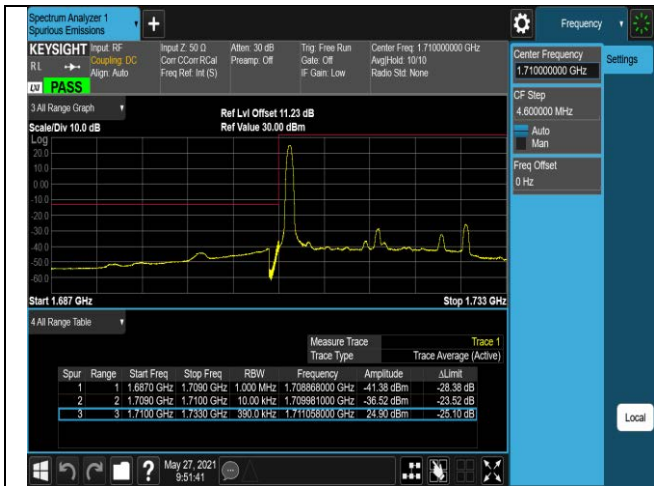 Spectrum Analyzer 1
Spurious Emissions
Frequency
KEYSIGHT
RL
Input: RF
Coupling: DC
Align: Auto
Input Z: 50 Ω
Corr CCorr RCal
Freq Ref: Int (S)
Atten: 30 dB
Preamp: Off
Trig: Free Run
Gate: Off
IF Gain: Low
Center Freq: 1.710000000 GHz
Avg|Hold: 10/10
Radio Std: None
LXI
PASS
Center Frequency
1.710000000 GHz
Settings
CF Step
4.600000 MHz
Auto
Man
Freq Offset
0 Hz
3 All Range Graph
Scale/Div 10.0 dB
Ref Lvl Offset 11.23 dB
Ref Value 30.00 dBm
Log
20.0
10.0
0.00
-10.0
-20.0
-30.0
-40.0
-50.0
-60.0
Start 1.687 GHz
Stop 1.733 GHz
4 All Range Table
Measure Trace Trace 1
Trace Type Trace Average (Active)
Spur Range Start Freq Stop Freq RBW Frequency Amplitude ΔLimit
1 1 1.6870 GHz 1.7090 GHz 1.000 MHz 1.708868000 GHz -41.38 dBm -28.38 dB
2 2 1.7090 GHz 1.7100 GHz 10.00 kHz 1.709981000 GHz -36.52 dBm -23.52 dB
3 3 1.7100 GHz 1.7330 GHz 390.0 kHz 1.711058000 GHz 24.90 dBm -25.10 dB
Local
?
May 27, 2021
9:51:41